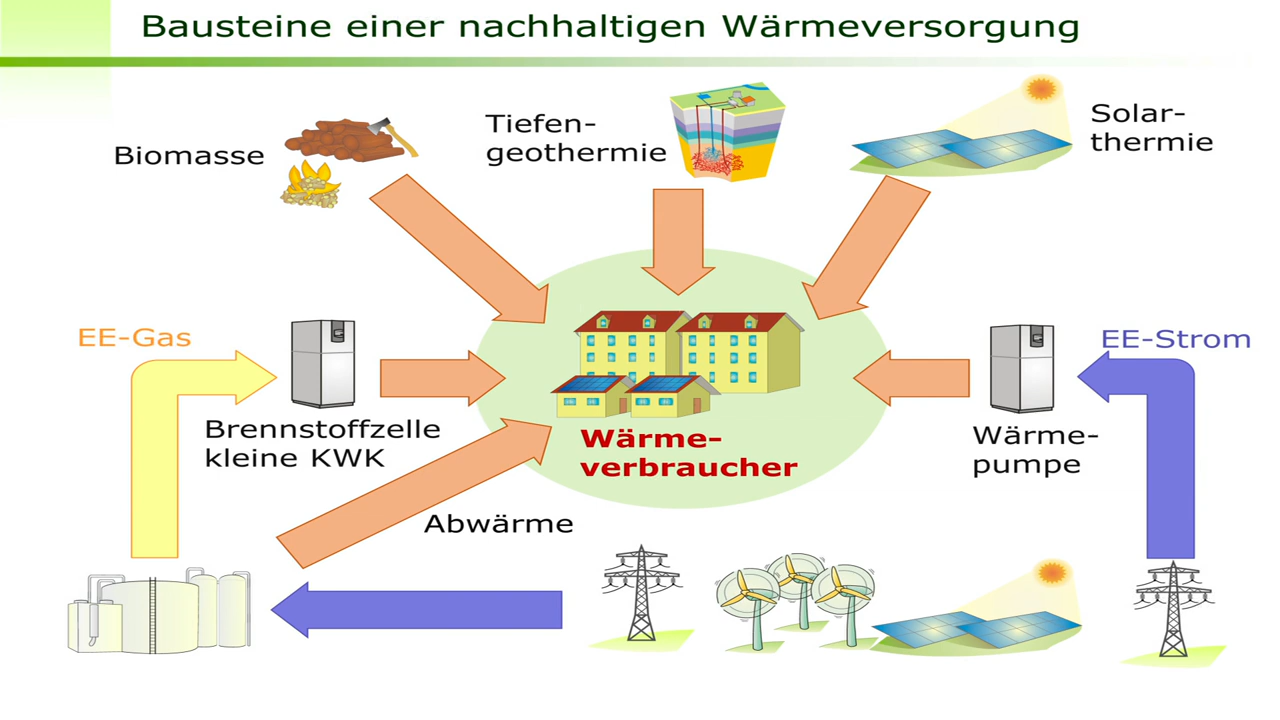 Bausteine einer nachhaltigen Wärmeversorgung
Biomasse
Tiefen-
geothermie
Solar-
thermie
EE-Gas
EE-Strom
Brennstoffzelle
kleine KWK
Wärme-
verbraucher
Wärme-
pumpe
Abwärme